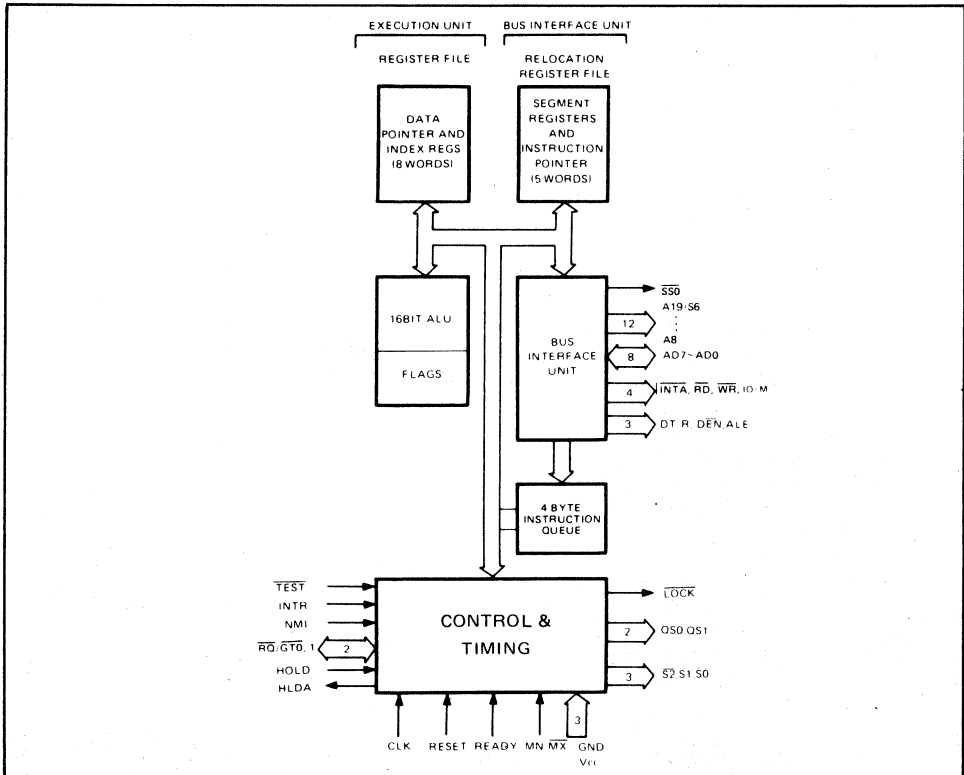 EXECUTION UNIT
BUS INTERFACE UNIT
REGISTER FILE
RELOCATION
REGISTER FILE
DATA
POINTER AND
INDEX REGS
(8 WORDS)
SEGMENT
REGISTERS
AND
INSTRUCTION
POINTER
(5 WORDS)
16BIT ALU
FLAGS
BUS
INTERFACE
UNIT
SS0
12
A19·S6
⋮
A8
8
AD7~AD0
4
INTA, RD, WR, IO·M
3
DT R, DEN, ALE
4 BYTE
INSTRUCTION
QUEUE
CONTROL &
TIMING
TEST
INTR
NMI
RQ/GT0, 1
2
HOLD
HLDA
LOCK
2
QS0 QS1
3
S2, S1, S0
CLK
RESET
READY
MN MX
3
GND
Vcc